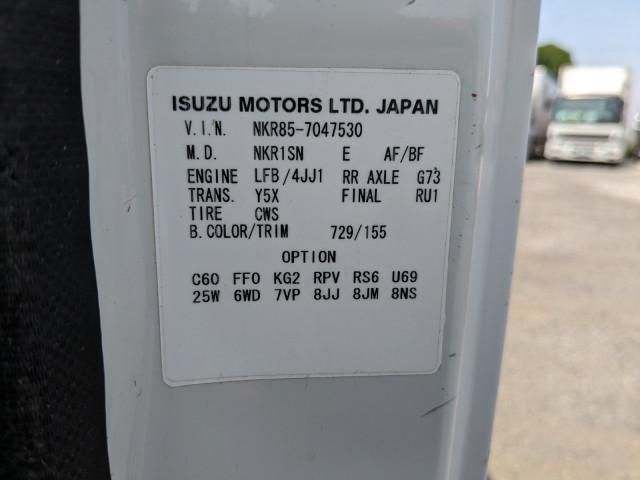 ISUZU MOTORS LTD. JAPAN
V.I.N. NKR85-7047530
M.D. NKR1SN E AF/BF
ENGINE LFB/4JJ1 RR AXLE G73
TRANS. Y5X FINAL RU1
TIRE CWS
B.COLOR/TRIM 729/155
OPTION
C60 FF0 KG2 RPV RS6 U69
25W 6WD 7VP 8JJ 8JM 8NS